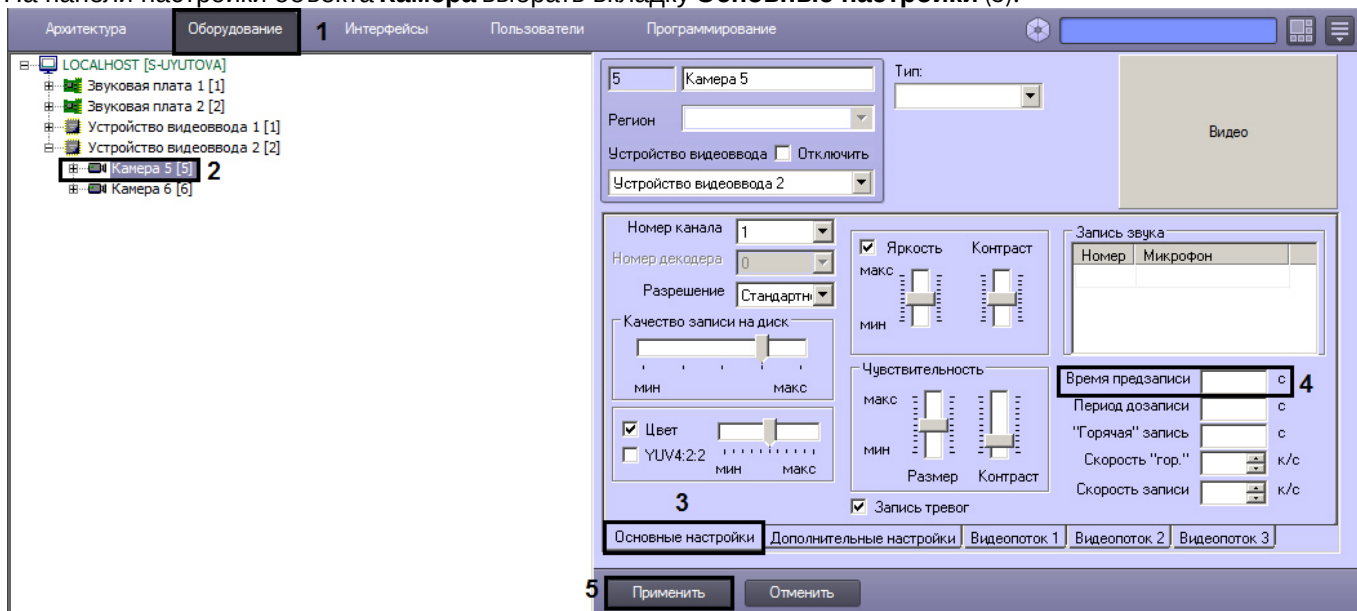 На панели настройки объекта Камера выбрать вкладку Основные настройки (3).
Архитектура Оборудование 1 Интерфейсы Пользователи Программирование
LOCALHOST [S-UYUTOVA]
Звуковая плата 1 [1]
Звуковая плата 2 [2]
Устройство видеоввода 1 [1]
Устройство видеоввода 2 [2]
Камера 5 [5] 2
Камера 6 [6]
5 Камера 5
Тип:
Регион
Устройство видеоввода Отключить
Устройство видеоввода 2
Видео
Номер канала 1
Номер декодера 0
Разрешение Стандартн
Качество записи на диск
мин макс
Цвет
YUV4:2:2
мин макс
Яркость Контраст
макс
мин
Чувствительность
макс
мин
Размер Контраст
Запись тревог
Запись звука
Номер Микрофон
Время предзаписи с 4
Период дозаписи с
"Горячая" запись с
Скорость "гор." к/с
Скорость записи к/с
3
Основные настройки Дополнительные настройки Видеопоток 1 Видеопоток 2 Видеопоток 3
5 Применить Отменить